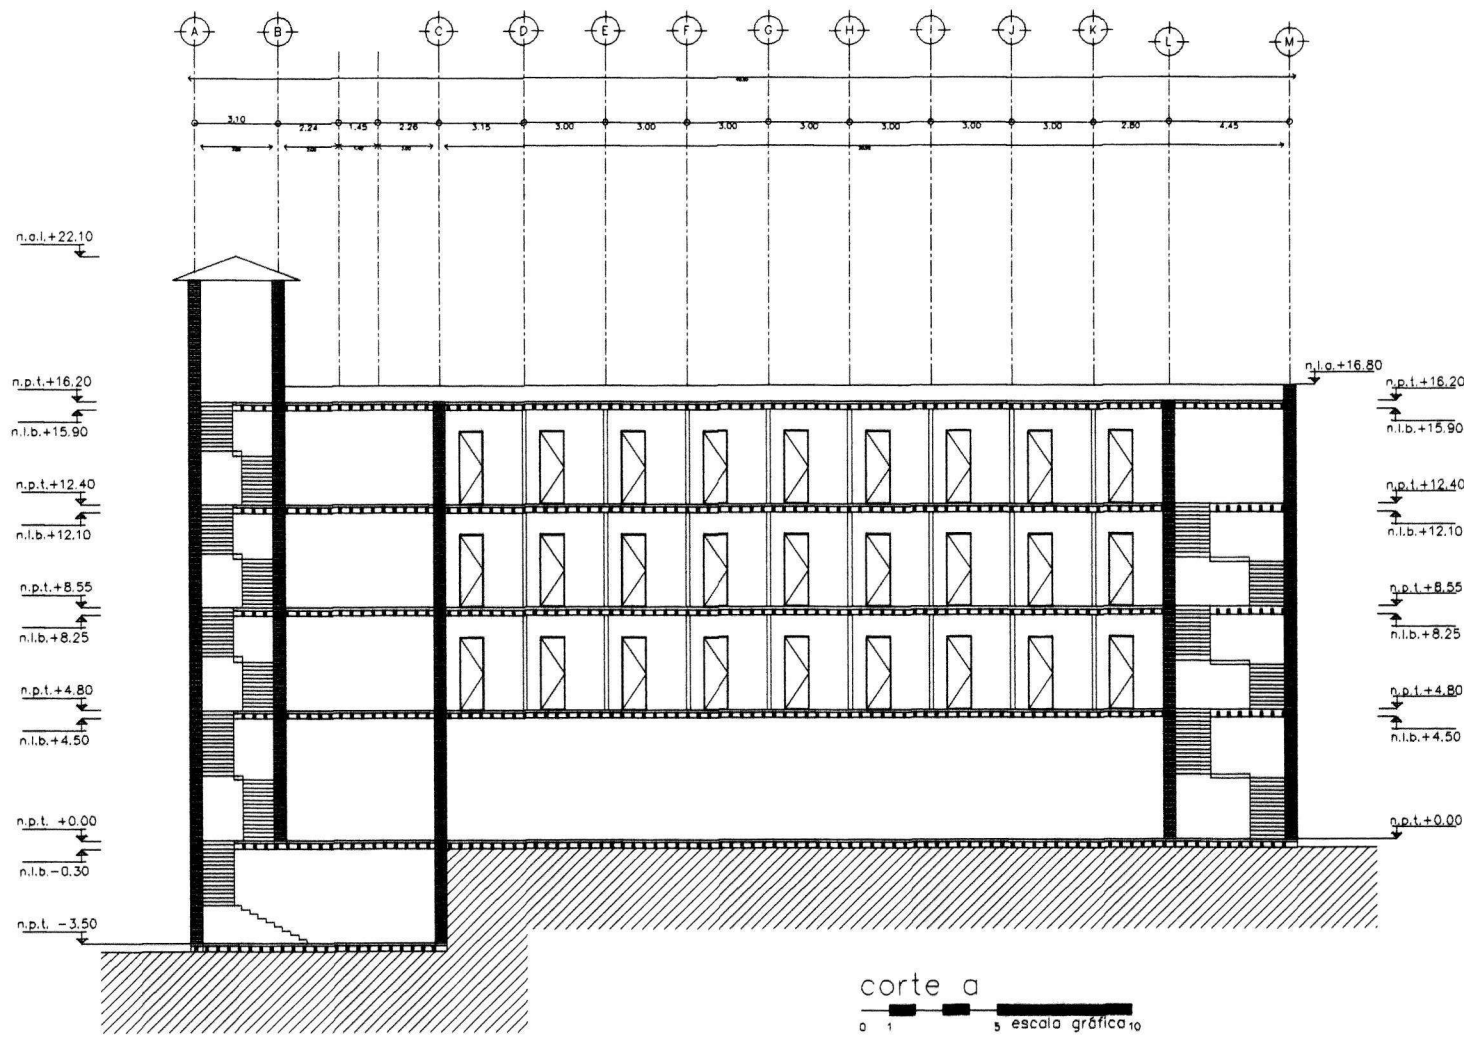 A B C D E F G H I J K L M
3.10 2.24 1.45 2.26 3.15 3.00 3.00 3.00 3.00 3.00 3.00 3.00 2.80 4.45
n.a.l.+22.10
n.l.a.+16.80
n.p.t.+16.20
n.p.t.+16.20
n.l.b.+15.90
n.l.b.+15.90
n.p.t.+12.40
n.p.t.+12.40
n.l.b.+12.10
n.l.b.+12.10
n.p.t.+8.55
n.p.t.+8.55
n.l.b.+8.25
n.l.b.+8.25
n.p.t.+4.80
n.p.t.+4.80
n.l.b.+4.50
n.l.b.+4.50
n.p.t. +0.00
n.p.t.+0.00
n.l.b.-0.30
n.p.t. -3.50
corte a
0 1 5 escala gráfica 10